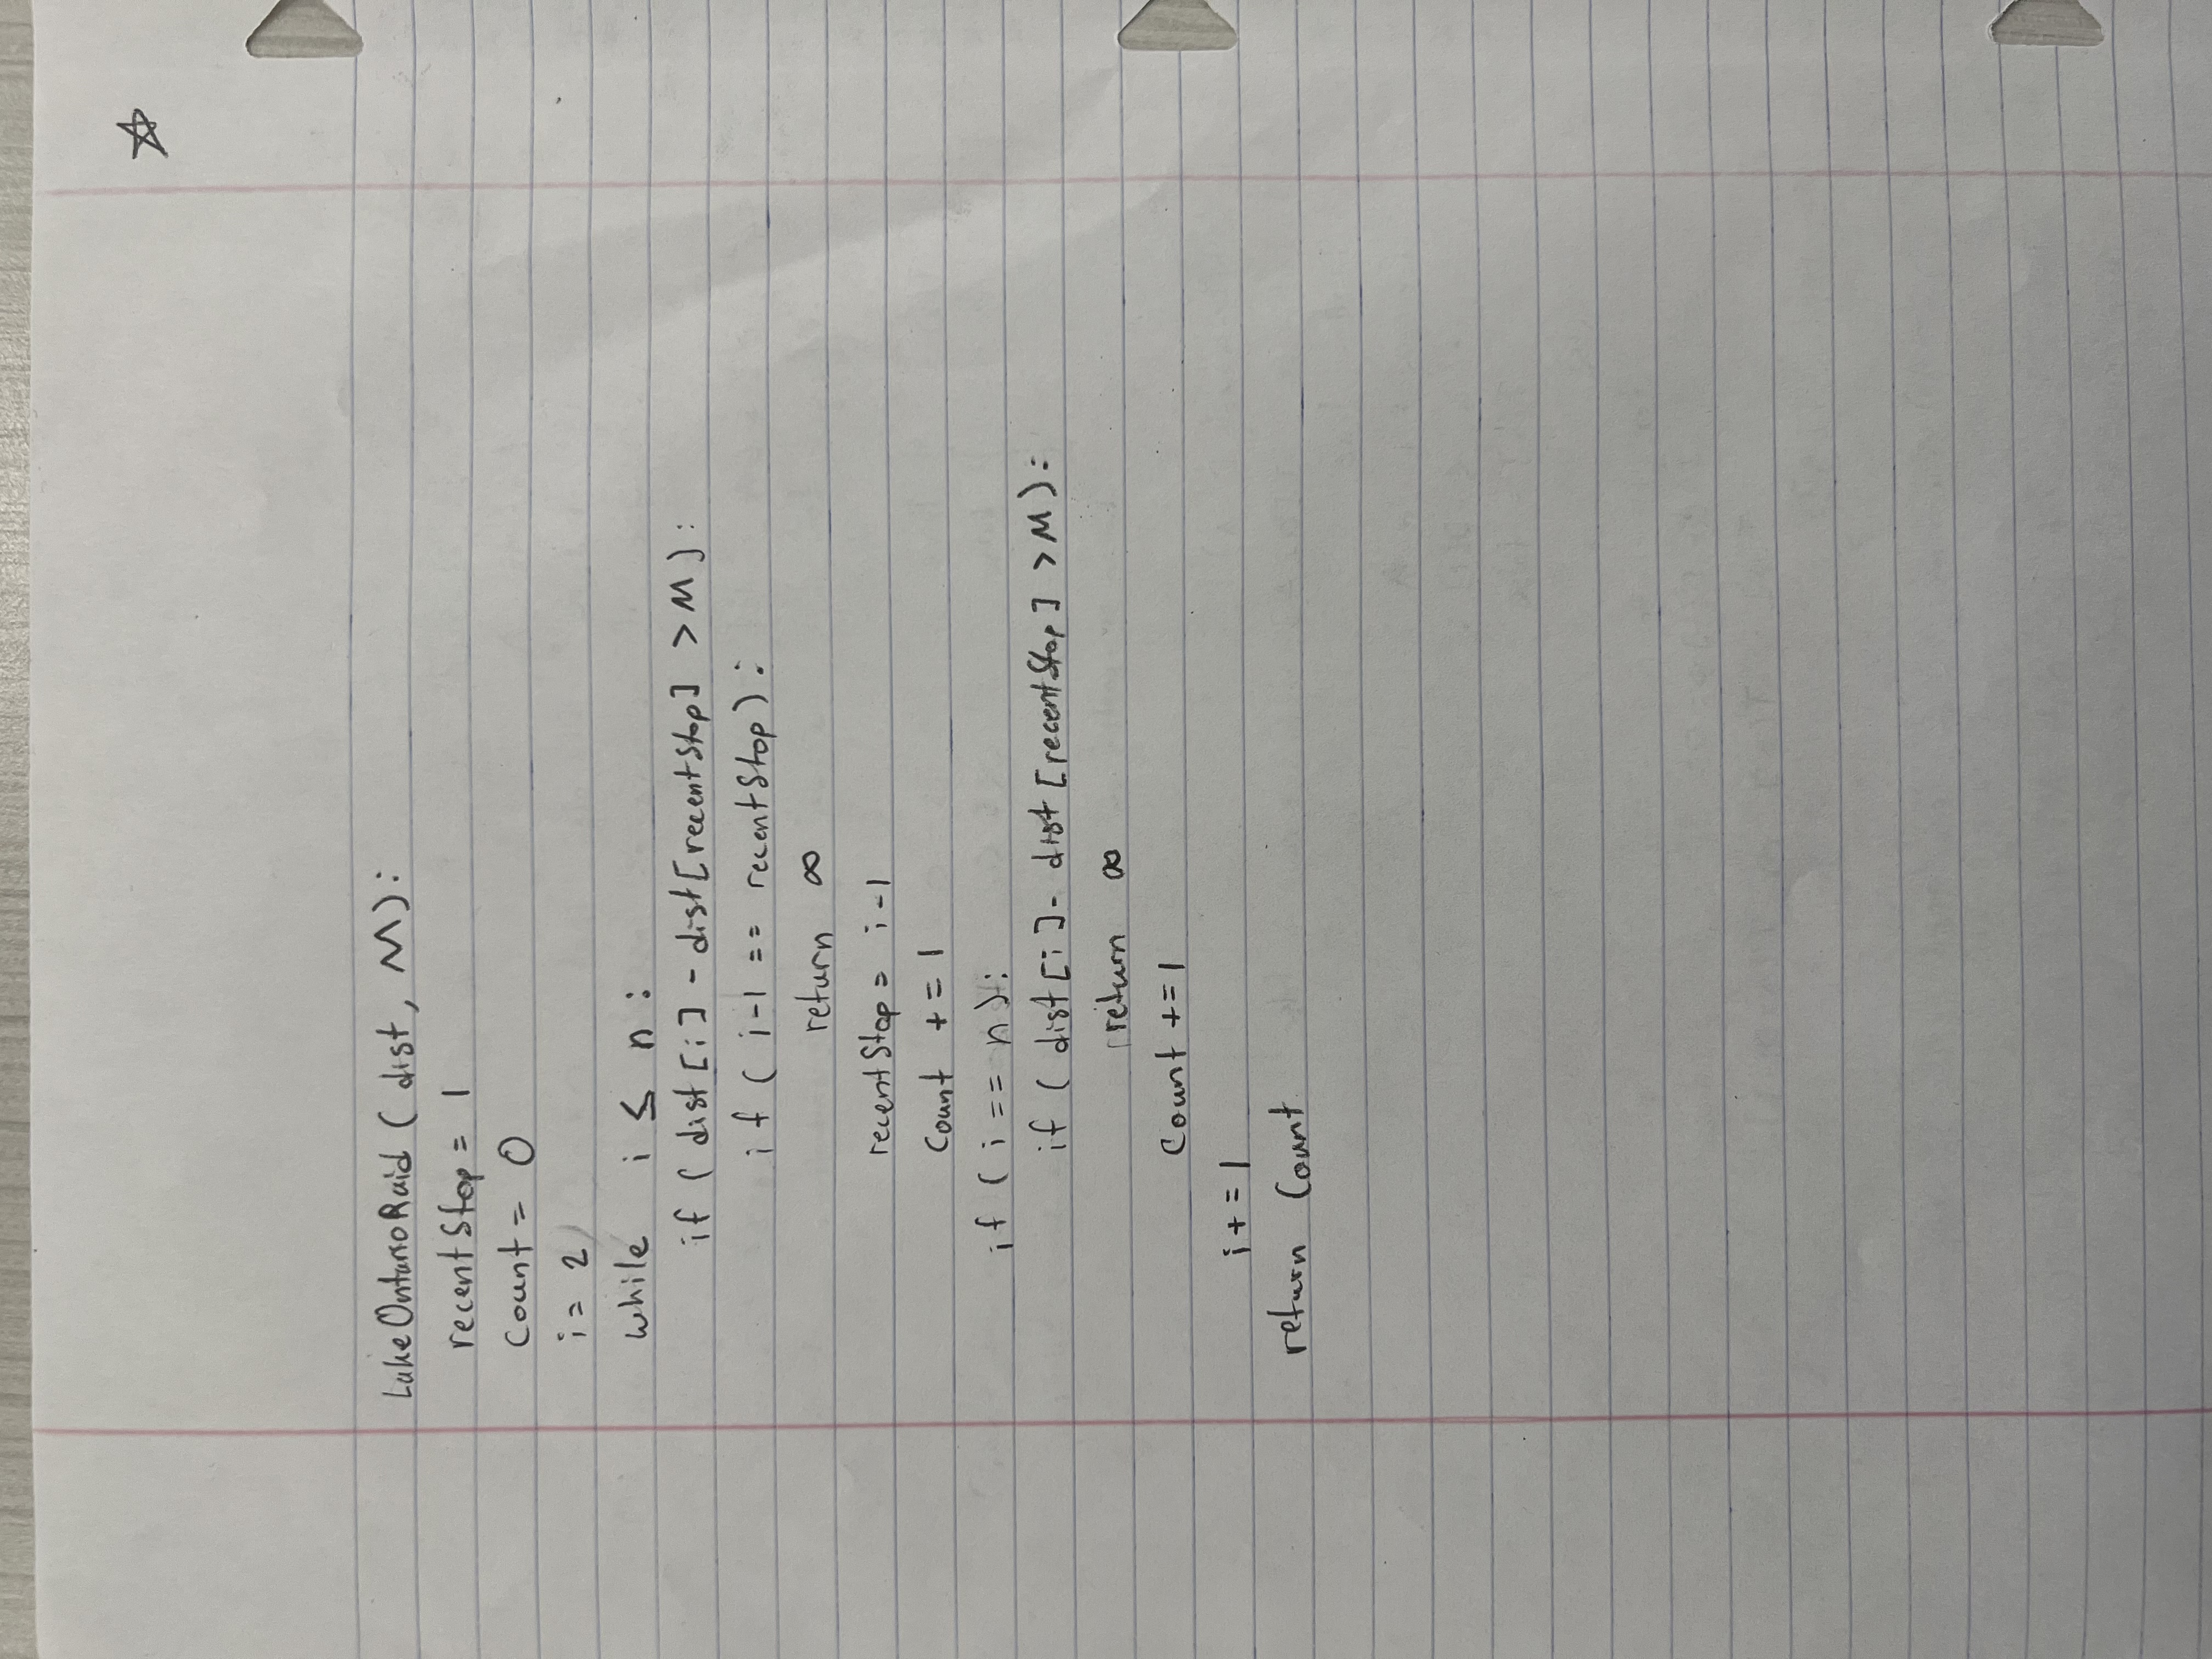 LakeOntarioRaid ( dist, M):
recentStop = 1
Count = 0
i = 2
while i ≤ n :
if ( dist [i] - dist [recentStop] > M ) :
if ( i-1 == recentStop ) :
return ∞
recentStop = i-1
Count += 1
if ( i == n ) :
if ( dist [i] - dist [recentStop] > M ) :
return ∞
Count += 1
i += 1
return Count